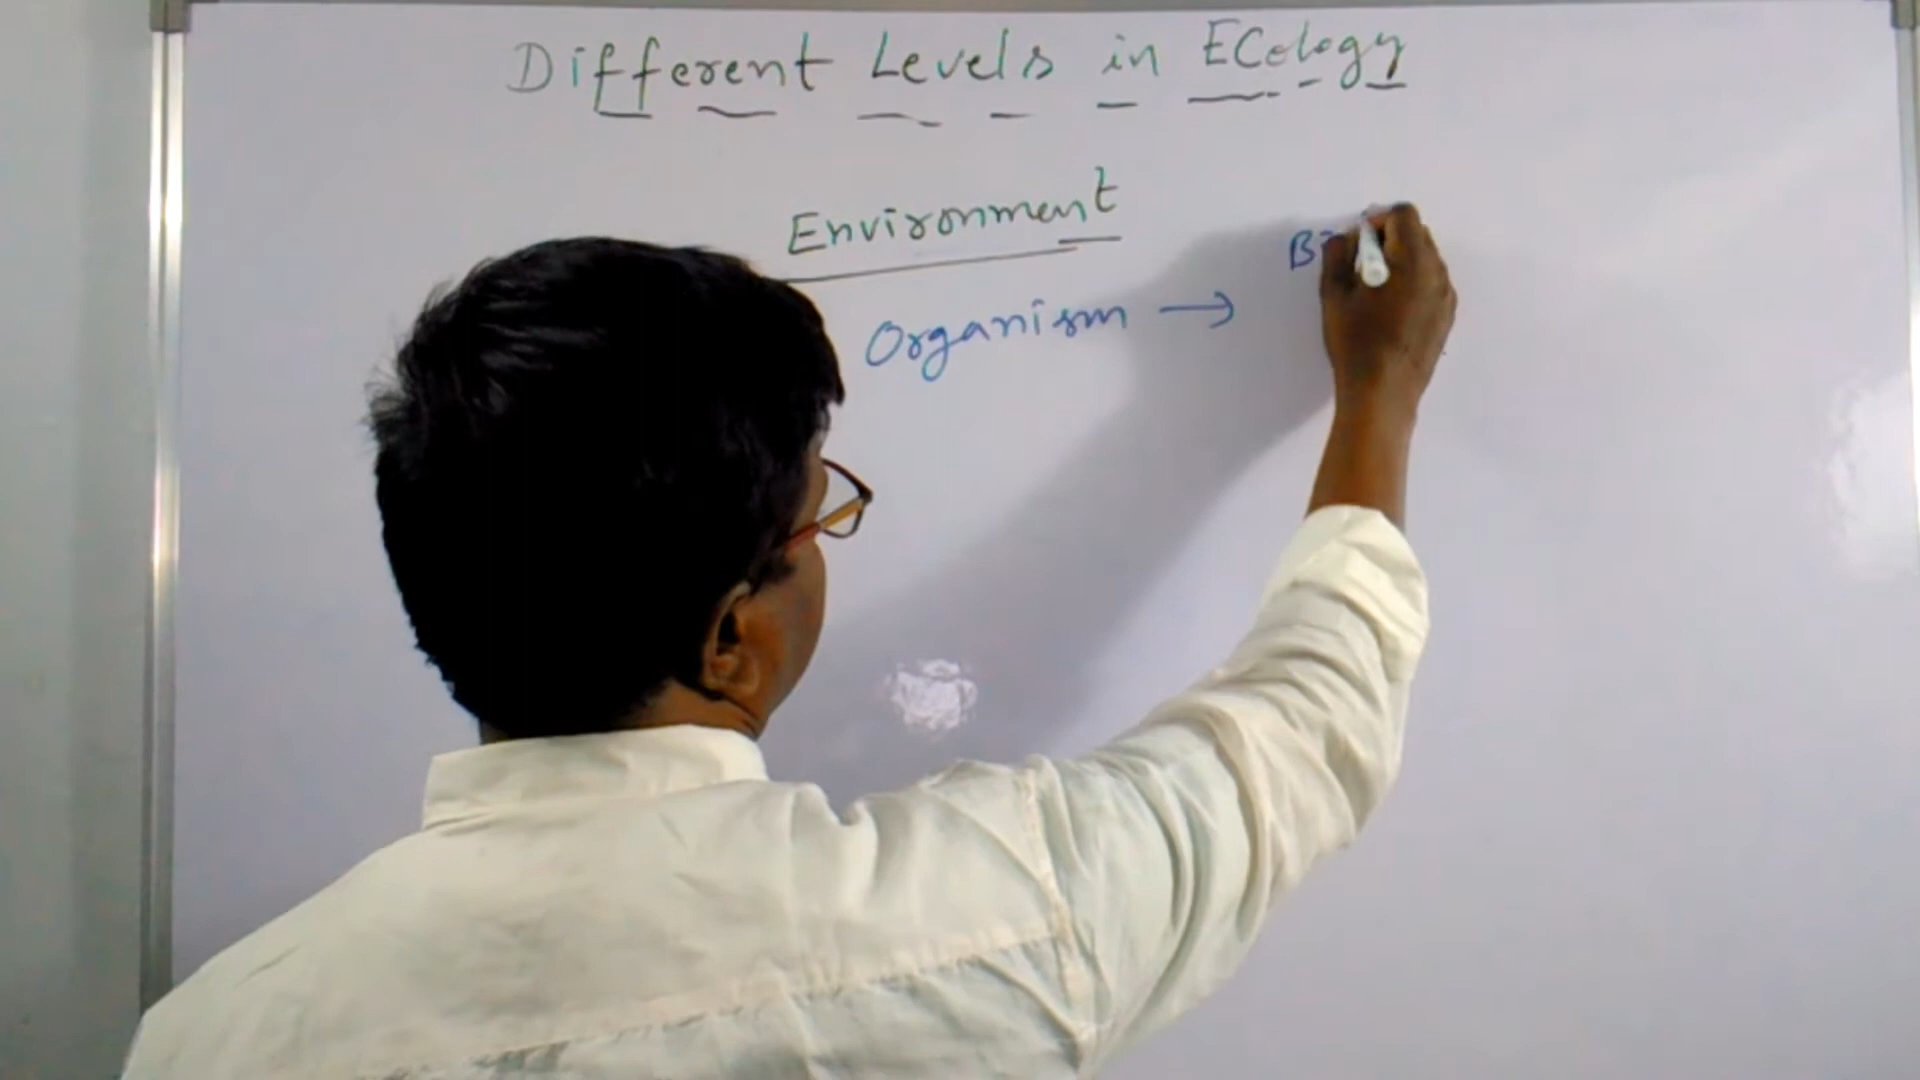 Different Levels in ECology
Environment
Organism →